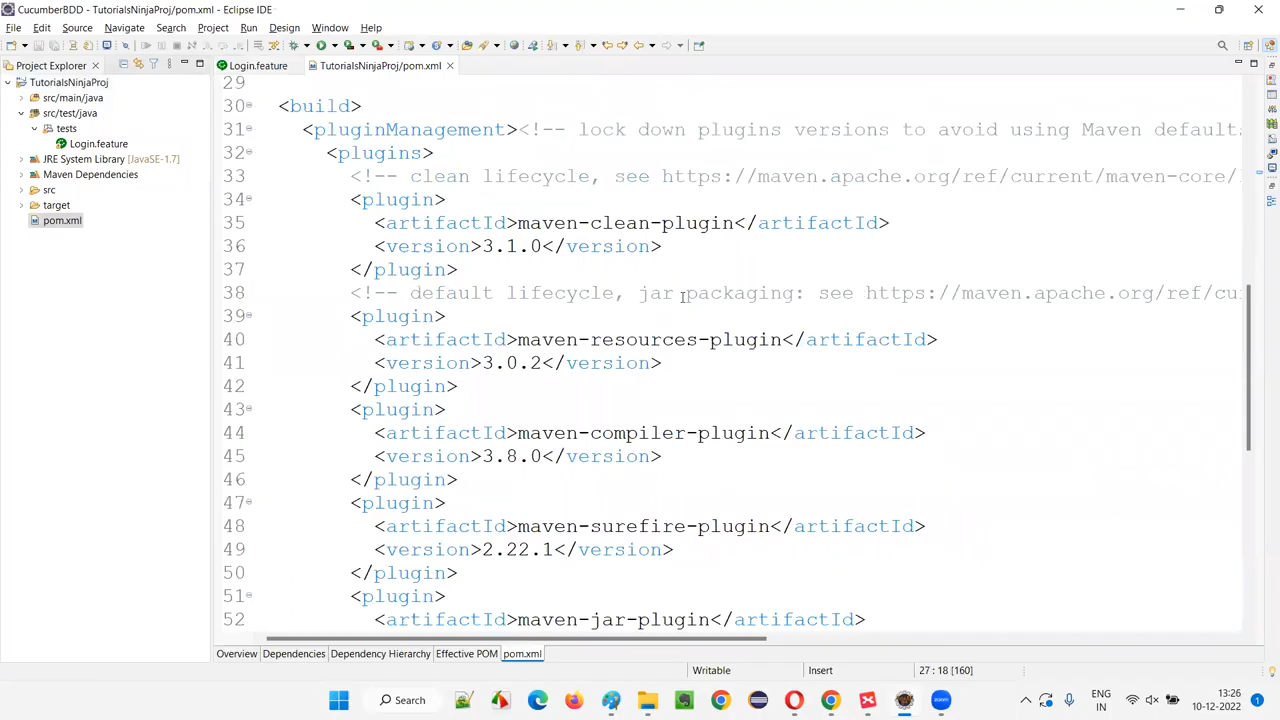 CucumberBDD - TutorialsNinjaProj/pom.xml - Eclipse IDE
File Edit Source Navigate Search Project Run Design Window Help
Project Explorer
Login.feature
TutorialsNinjaProj/pom.xml
TutorialsNinjaProj
src/main/java
src/test/java
tests
Login.feature
JRE System Library [JavaSE-1.7]
Maven Dependencies
src
target
pom.xml
29
30 <build>
31 <pluginManagement><!-- lock down plugins versions to avoid using Maven default
32 <plugins>
33 <!-- clean lifecycle, see https://maven.apache.org/ref/current/maven-core/
34 <plugin>
35 <artifactId>maven-clean-plugin</artifactId>
36 <version>3.1.0</version>
37 </plugin>
38 <!-- default lifecycle, jar packaging: see https://maven.apache.org/ref/cu
39 <plugin>
40 <artifactId>maven-resources-plugin</artifactId>
41 <version>3.0.2</version>
42 </plugin>
43 <plugin>
44 <artifactId>maven-compiler-plugin</artifactId>
45 <version>3.8.0</version>
46 </plugin>
47 <plugin>
48 <artifactId>maven-surefire-plugin</artifactId>
49 <version>2.22.1</version>
50 </plugin>
51 <plugin>
52 <artifactId>maven-jar-plugin</artifactId>
Overview Dependencies Dependency Hierarchy Effective POM pom.xml
Writable Insert 27 : 18 [160]
Search
zoom
ENG
IN
13:26
10-12-2022
1